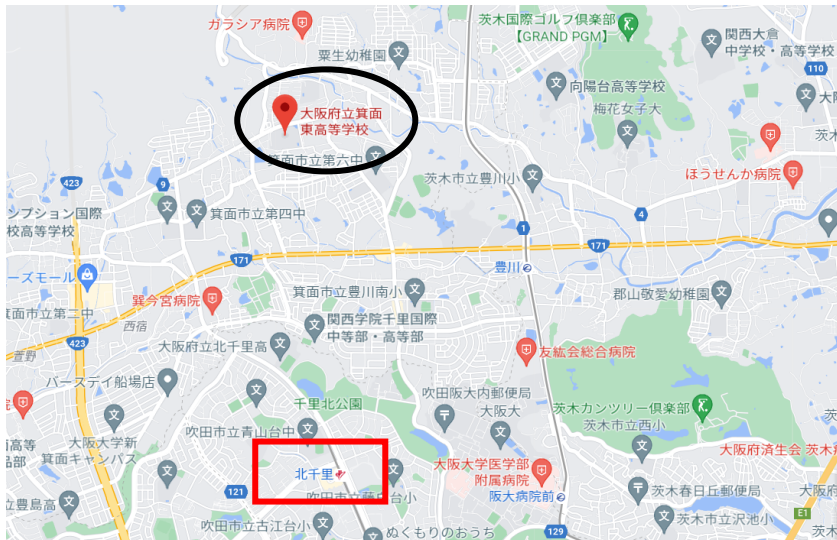 ガラシア病院
茨木国際ゴルフ倶楽部
【GRAND PGM】
関西大倉
中学校・高等学校
粟生幼稚園
110
向陽台高等学校
大阪府立箕面
東高等学校
梅花女子大
箕面市立第六中
茨木市立豊川小
ほうせんか病院
423
9
箕面市立第四中
4
ンプション国際
校高等学校
1
171
171
豊川
ーズモール
巽今宮病院
箕面市立豊川南小
郡山敬愛幼稚園
箕面市立第二中
西宿
関西学院千里国際
中等部・高等部
423
萱野
大阪府立北千里高
友紘会総合病院
バースデイ船場店
千里北公園
吹田阪大内郵便局
大阪大
茨木カンツリー倶楽部
茨木市立西小
大阪大学新
箕面キャンパス
吹田市立青山台中
大阪府済生会 茨木
北千里
大阪大学医学部
附属病院
121
阪大病院前
茨木春日丘郵便局
大阪府
立豊島高
E1
吹田市立古江台小
129
茨木市立沢池小
ぬくもりのおうち